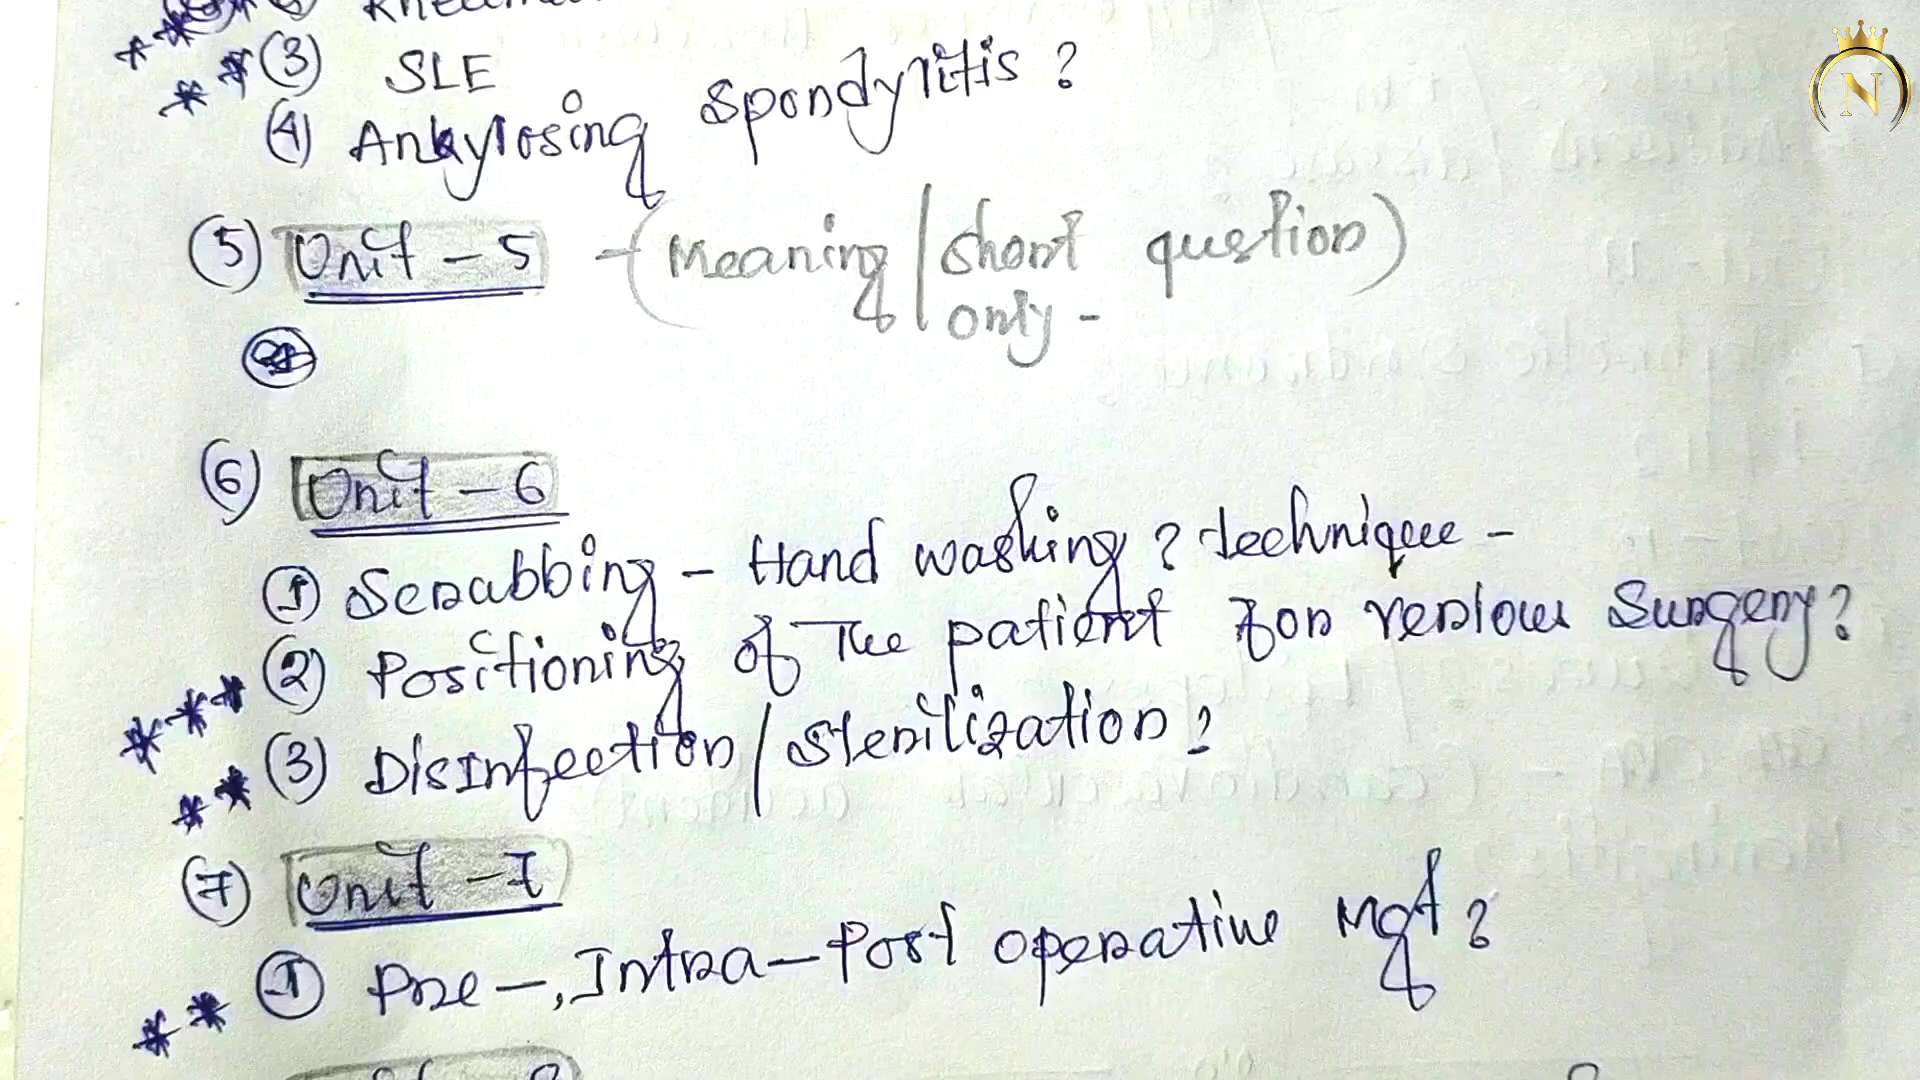 ** (3) SLE
(4) Ankylosing Spondylitis ?
(5) Unit - 5 - (Meaning / Short question only -)
(6) Unit - 6
(1) Scrubbing - Hand washing ? technique -
*** (2) Positioning of The patient for various Surgery ?
** (3) Disinfection / Sterilization ?
(7) Unit - 7
** (1) Pre -, Intra - Post operative Mgt ?
N